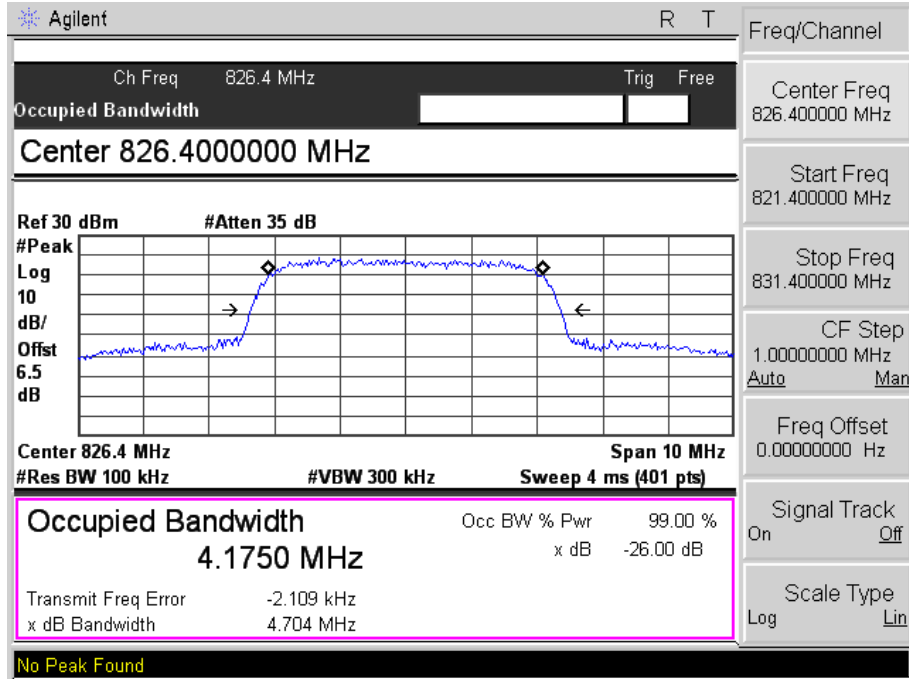 Agilent R T
Ch Freq 826.4 MHz Trig Free
Occupied Bandwidth
Center 826.4000000 MHz
Ref 30 dBm #Atten 35 dB
#Peak
Log
10
dB/
Offst
6.5
dB
Center 826.4 MHz Span 10 MHz
#Res BW 100 kHz #VBW 300 kHz Sweep 4 ms (401 pts)
Occupied Bandwidth Occ BW % Pwr 99.00 %
4.1750 MHz x dB -26.00 dB
Transmit Freq Error -2.109 kHz
x dB Bandwidth 4.704 MHz
No Peak Found
Freq/Channel
Center Freq
826.400000 MHz
Start Freq
821.400000 MHz
Stop Freq
831.400000 MHz
CF Step
1.00000000 MHz
Auto Man
Freq Offset
0.00000000 Hz
Signal Track
On Off
Scale Type
Log Lin